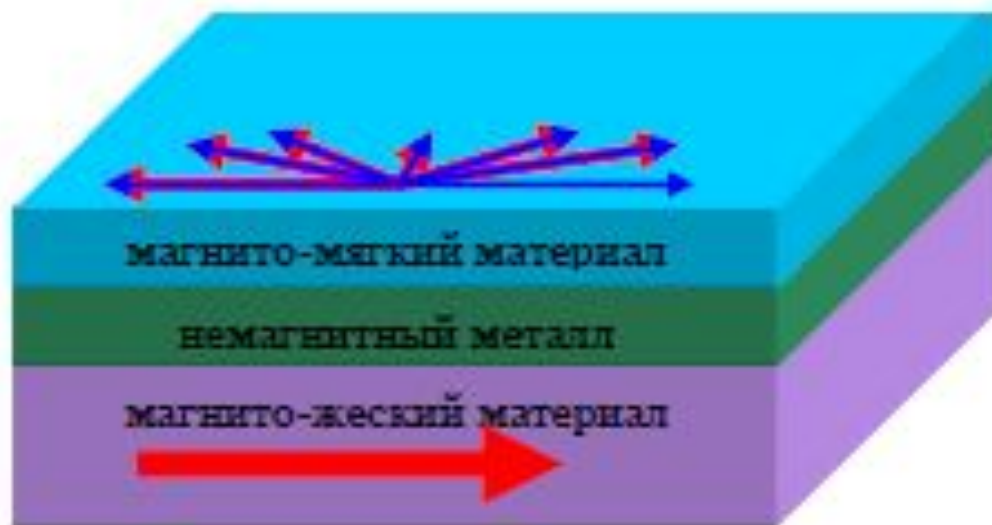 магнито-мягкий материал
немагнитный металл
магнито-жеский материал